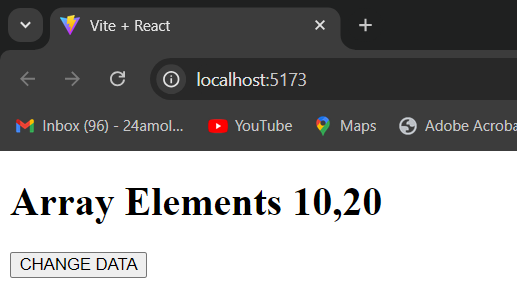 Vite + React
localhost:5173
Inbox (96) - 24amol... YouTube Maps Adobe Acroba
Array Elements 10,20
CHANGE DATA